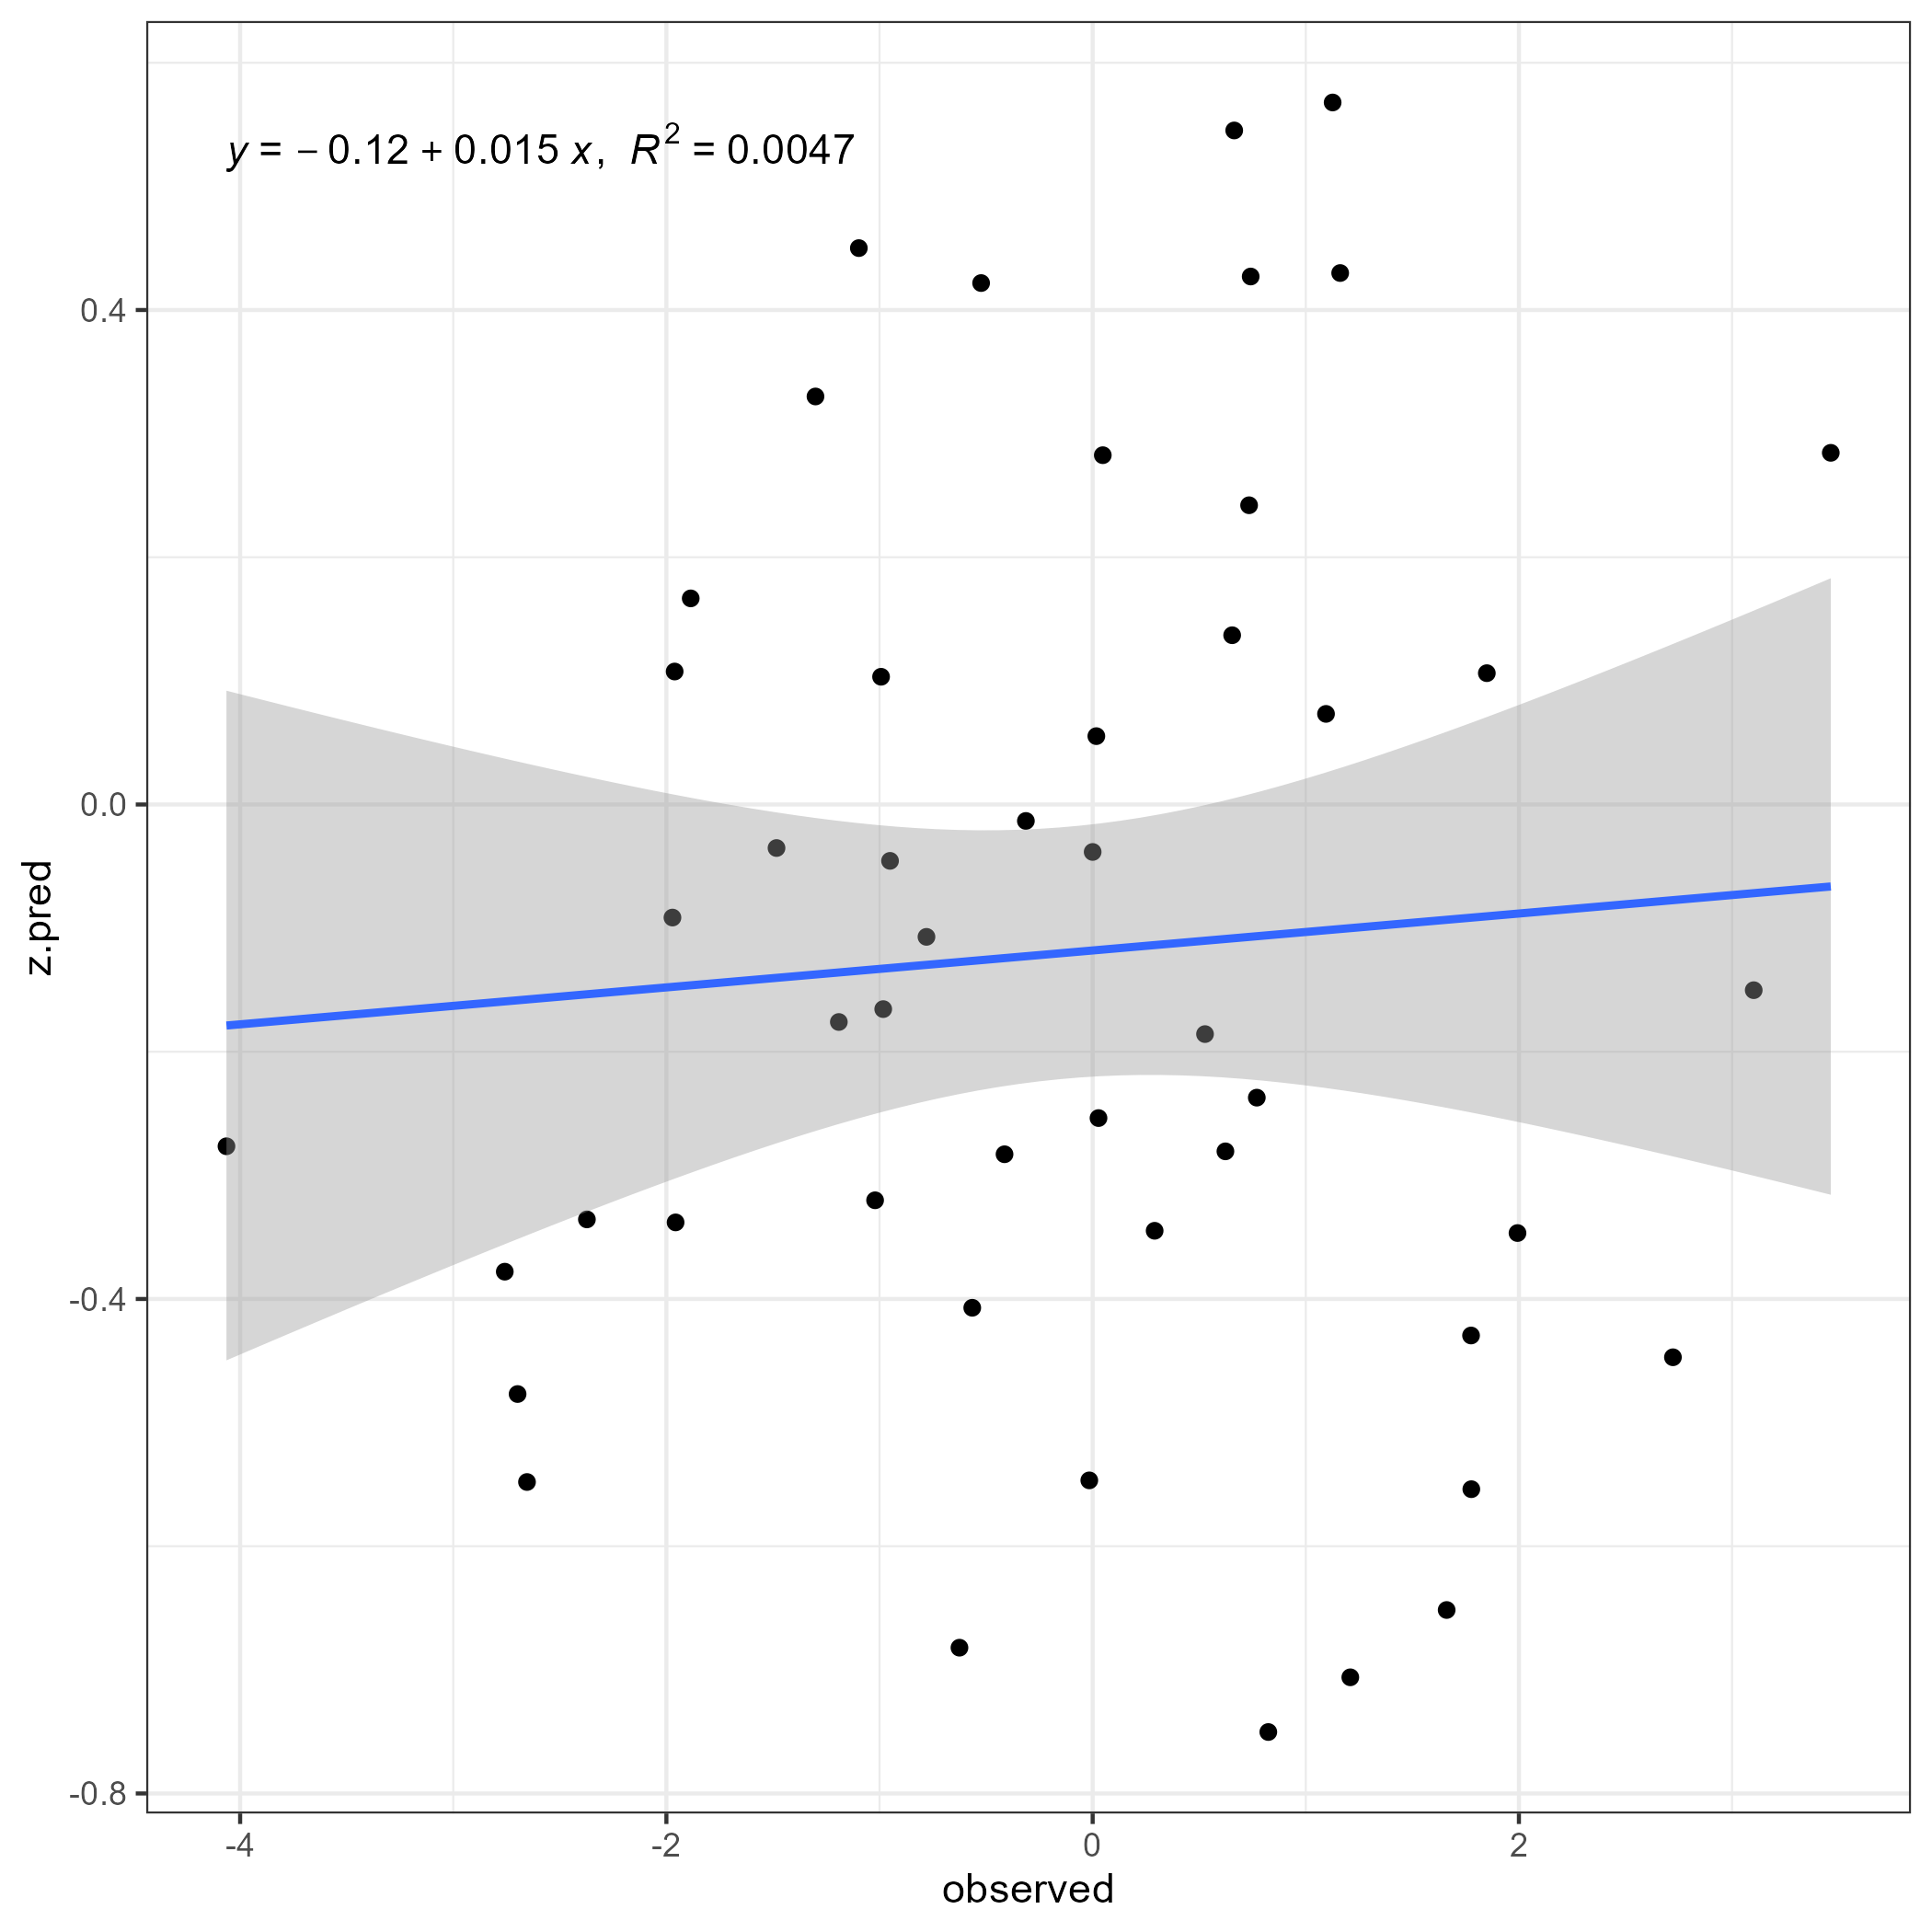 y = − 0.12 + 0.015 x, R² = 0.0047
0.4
0.0
-0.4
-0.8
z.pred
-4 -2 0 2
observed